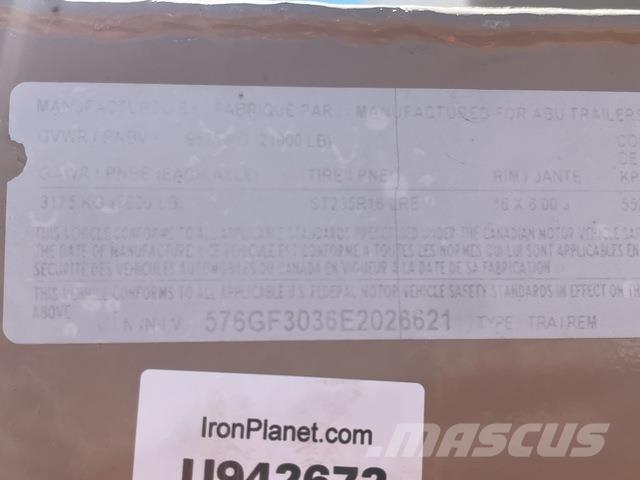 MANUFACTURED BY / FABRIQUE PAR: MANUFACTURED FOR ABU TRAILERS
GVWR / PNBV 21000 LB)
GAWR / PNBE (EACH AXLE) TIRE / PNEU RIM / JANTE
3175 KG LB) ST235R16 LRE 16 X 6.00 J
THIS VEHICLE CONFORMS TO ALL APPLICABLE STANDARDS PRESCRIBED UNDER THE CANADIAN MOTOR VEHICLE
THE DATE OF MANUFACTURE CE VEHICULE EST CONFORME A TOUTES LES NORMES QUI LUI SONT APPLICABLES EN
SECURITE DES VEHICULES AUTOMOBILES DU CANADA EN VIGUEUR A LA DATE DE SA FABRICATION
THIS VEHICLE CONFORMS TO ALL APPLICABLE U.S. FEDERAL MOTOR VEHICLE SAFETY STANDARDS IN EFFECT ON
ABOVE
V.I.N./N.I.V. 576GF3036E2026621 TYPE: TRA/REM
IronPlanet.com
U942673
MASCUS